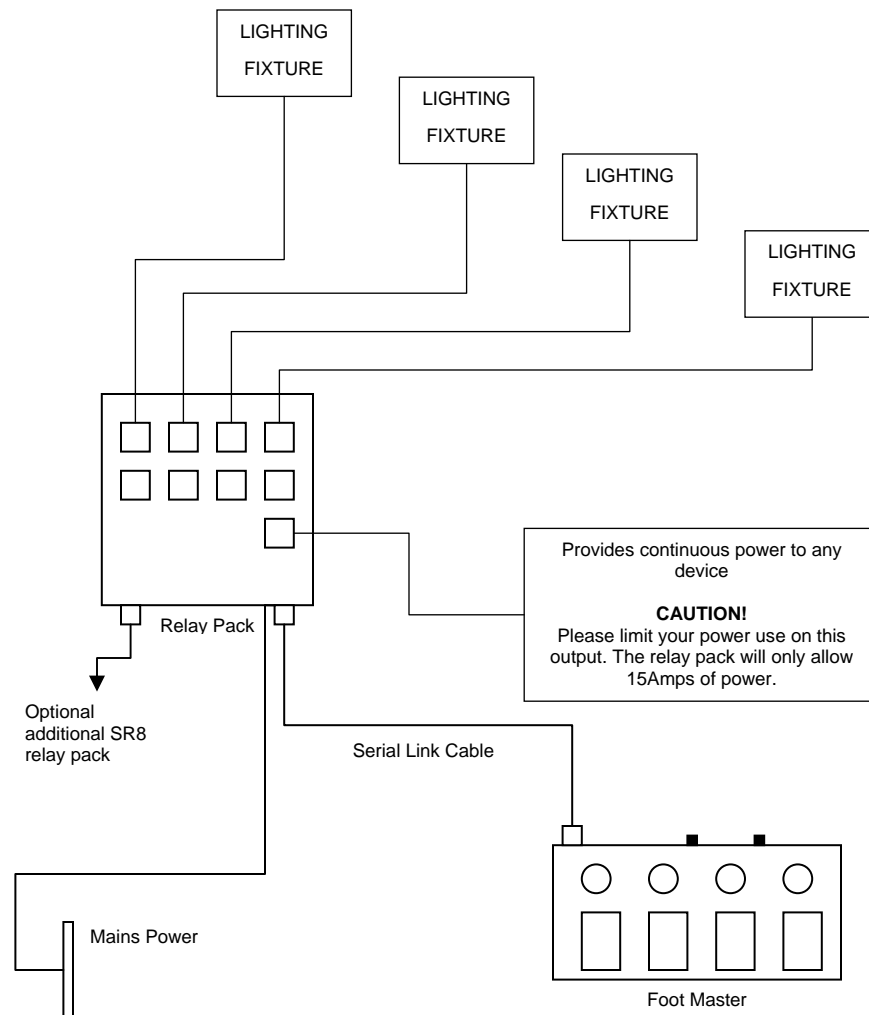 LIGHTING
FIXTURE
LIGHTING
FIXTURE
LIGHTING
FIXTURE
LIGHTING
FIXTURE
Provides continuous power to any
device
CAUTION!
Please limit your power use on this
output. The relay pack will only allow
15Amps of power.
Relay Pack
Optional
additional SR8
relay pack
Serial Link Cable
Mains Power
Foot Master